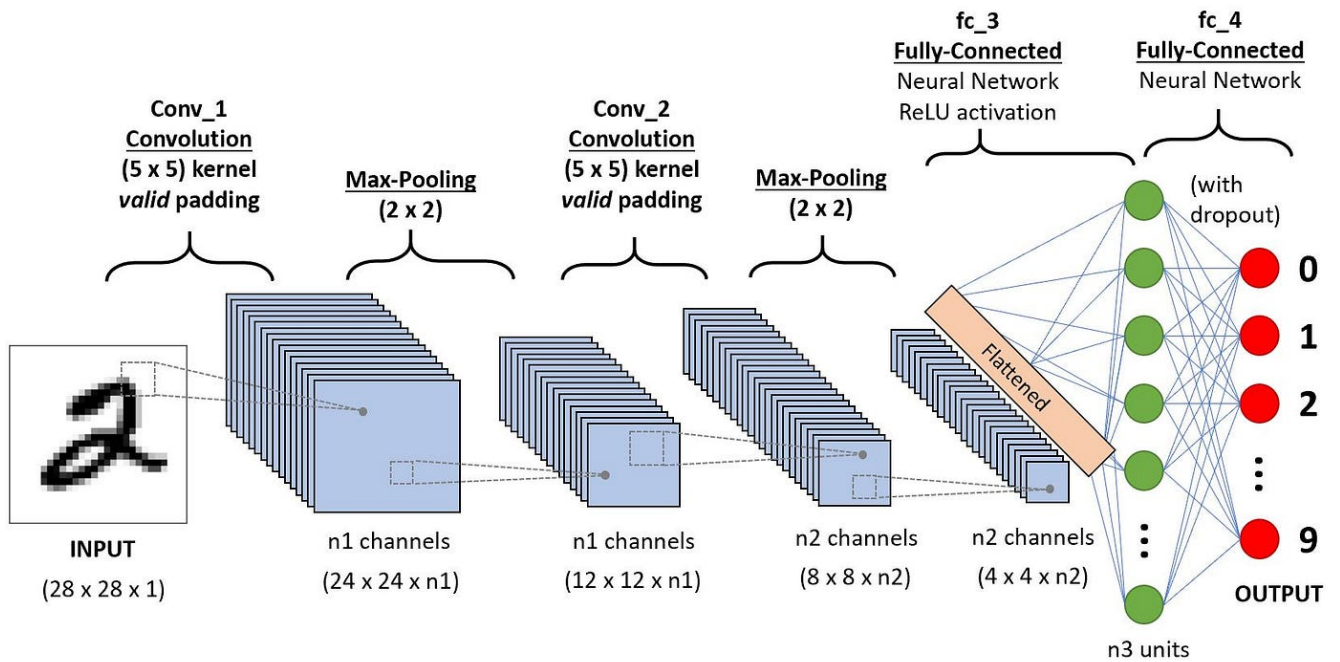 Conv_1
Convolution
(5 x 5) kernel
valid padding
Max-Pooling
(2 x 2)
Conv_2
Convolution
(5 x 5) kernel
valid padding
Max-Pooling
(2 x 2)
fc_3
Fully-Connected
Neural Network
ReLU activation
fc_4
Fully-Connected
Neural Network
(with
dropout)
Flattened
0
1
2
9
OUTPUT
2
INPUT
(28 x 28 x 1)
n1 channels
(24 x 24 x n1)
n1 channels
(12 x 12 x n1)
n2 channels
(8 x 8 x n2)
n2 channels
(4 x 4 x n2)
n3 units